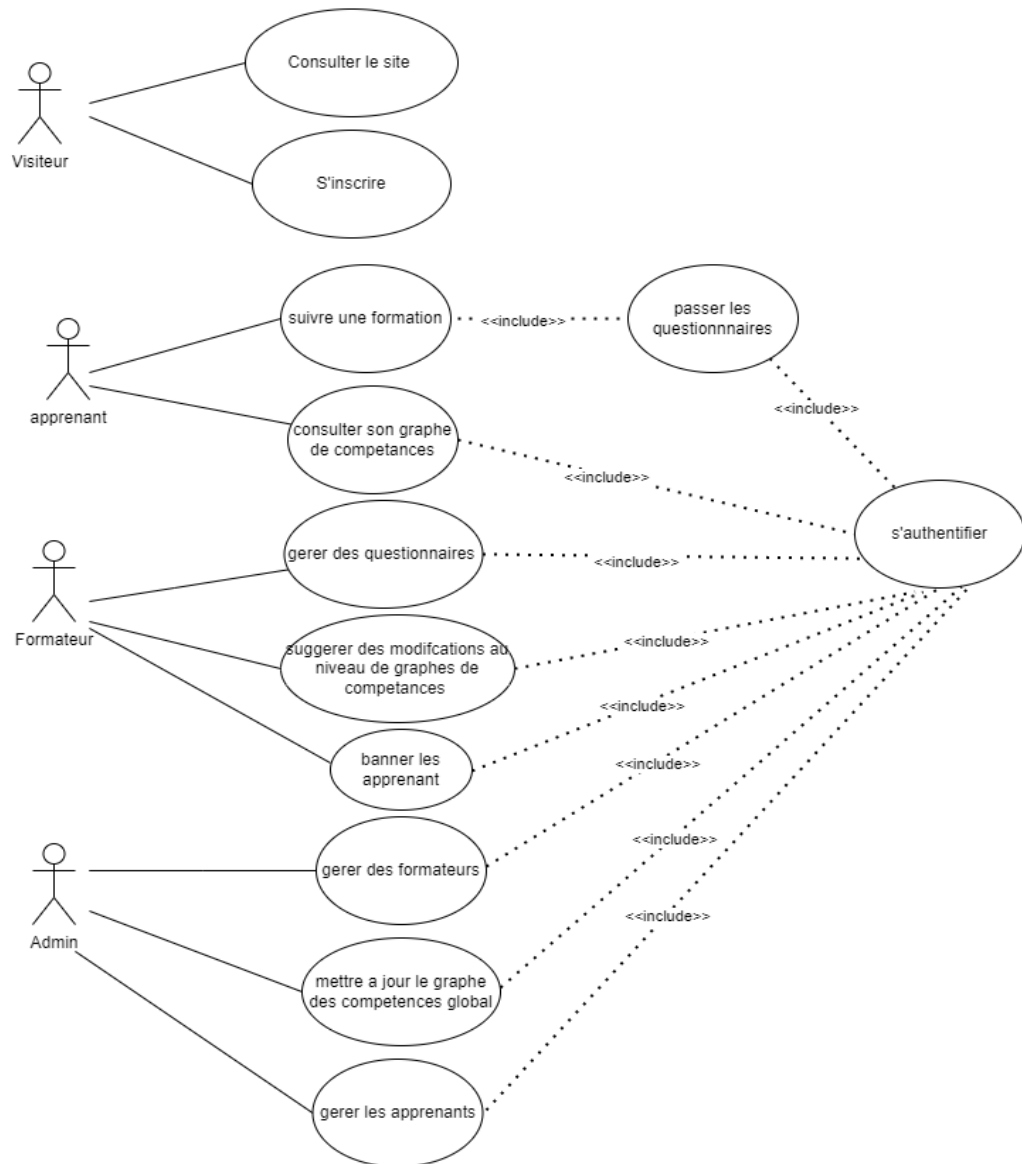 Consulter le site
Visiteur
S'inscrire
suivre une formation
<<include>>
passer les
questionnnaires
apprenant
<<include>>
consulter son graphe
de competances
<<include>>
s'authentifier
gerer des questionnaires
<<include>>
Formateur
suggerer des modifcations au
niveau de graphes de
competances
<<include>>
<<include>>
banner les
apprenant
<<include>>
gerer des formateurs
<<include>>
Admin
<<include>>
mettre a jour le graphe
des competences global
gerer les apprenants